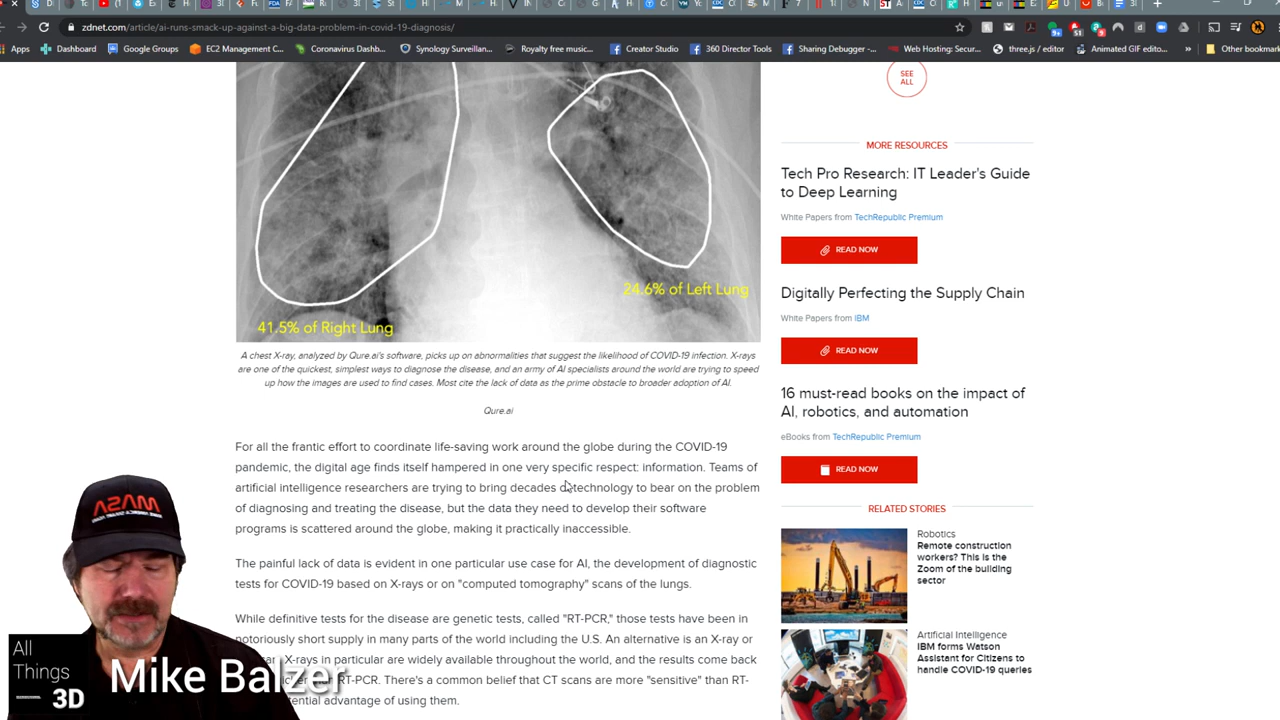 zdnet.com/article/ai-runs-smack-up-against-a-big-data-problem-in-covid-19-diagnosis/
Apps
Dashboard
Google Groups
EC2 Management C...
Coronavirus Dashb...
Synology Surveillan...
Royalty free music...
Creator Studio
360 Director Tools
Sharing Debugger -...
Web Hosting: Secur...
three.js / editor
Animated GIF edito...
Other bookmar
41.5% of Right Lung
24.6% of Left Lung
A chest X-ray, analyzed by Qure.ai's software, picks up on abnormalities that suggest the likelihood of COVID-19 infection. X-rays
are one of the quickest, simplest ways to diagnose the disease, and an army of AI specialists around the world are trying to speed
up how the images are used to find cases. Most cite the lack of data as the prime obstacle to broader adoption of AI.
Qure.ai
For all the frantic effort to coordinate life-saving work around the globe during the COVID-19
pandemic, the digital age finds itself hampered in one very specific respect: information. Teams of
artificial intelligence researchers are trying to bring decades technology to bear on the problem
of diagnosing and treating the disease, but the data they need to develop their software
programs is scattered around the globe, making it practically inaccessible.
The painful lack of data is evident in one particular use case for AI, the development of diagnostic
tests for COVID-19 based on X-rays or on "computed tomography" scans of the lungs.
While definitive tests for the disease are genetic tests, called "RT-PCR," those tests have been in
notoriously short supply in many parts of the world including the U.S. An alternative is an X-ray or
X-rays in particular are widely available throughout the world, and the results come back
RT-PCR. There's a common belief that CT scans are more "sensitive" than RT-
advantage of using them.
SEE
ALL
MORE RESOURCES
Tech Pro Research: IT Leader's Guide
to Deep Learning
White Papers from TechRepublic Premium
READ NOW
Digitally Perfecting the Supply Chain
White Papers from IBM
READ NOW
16 must-read books on the impact of
AI, robotics, and automation
eBooks from TechRepublic Premium
READ NOW
RELATED STORIES
Robotics
Remote construction
workers? This is the
Zoom of the building
sector
Artificial Intelligence
IBM forms Watson
Assistant for Citizens to
handle COVID-19 queries
All
Things
3D
Mike Balzer